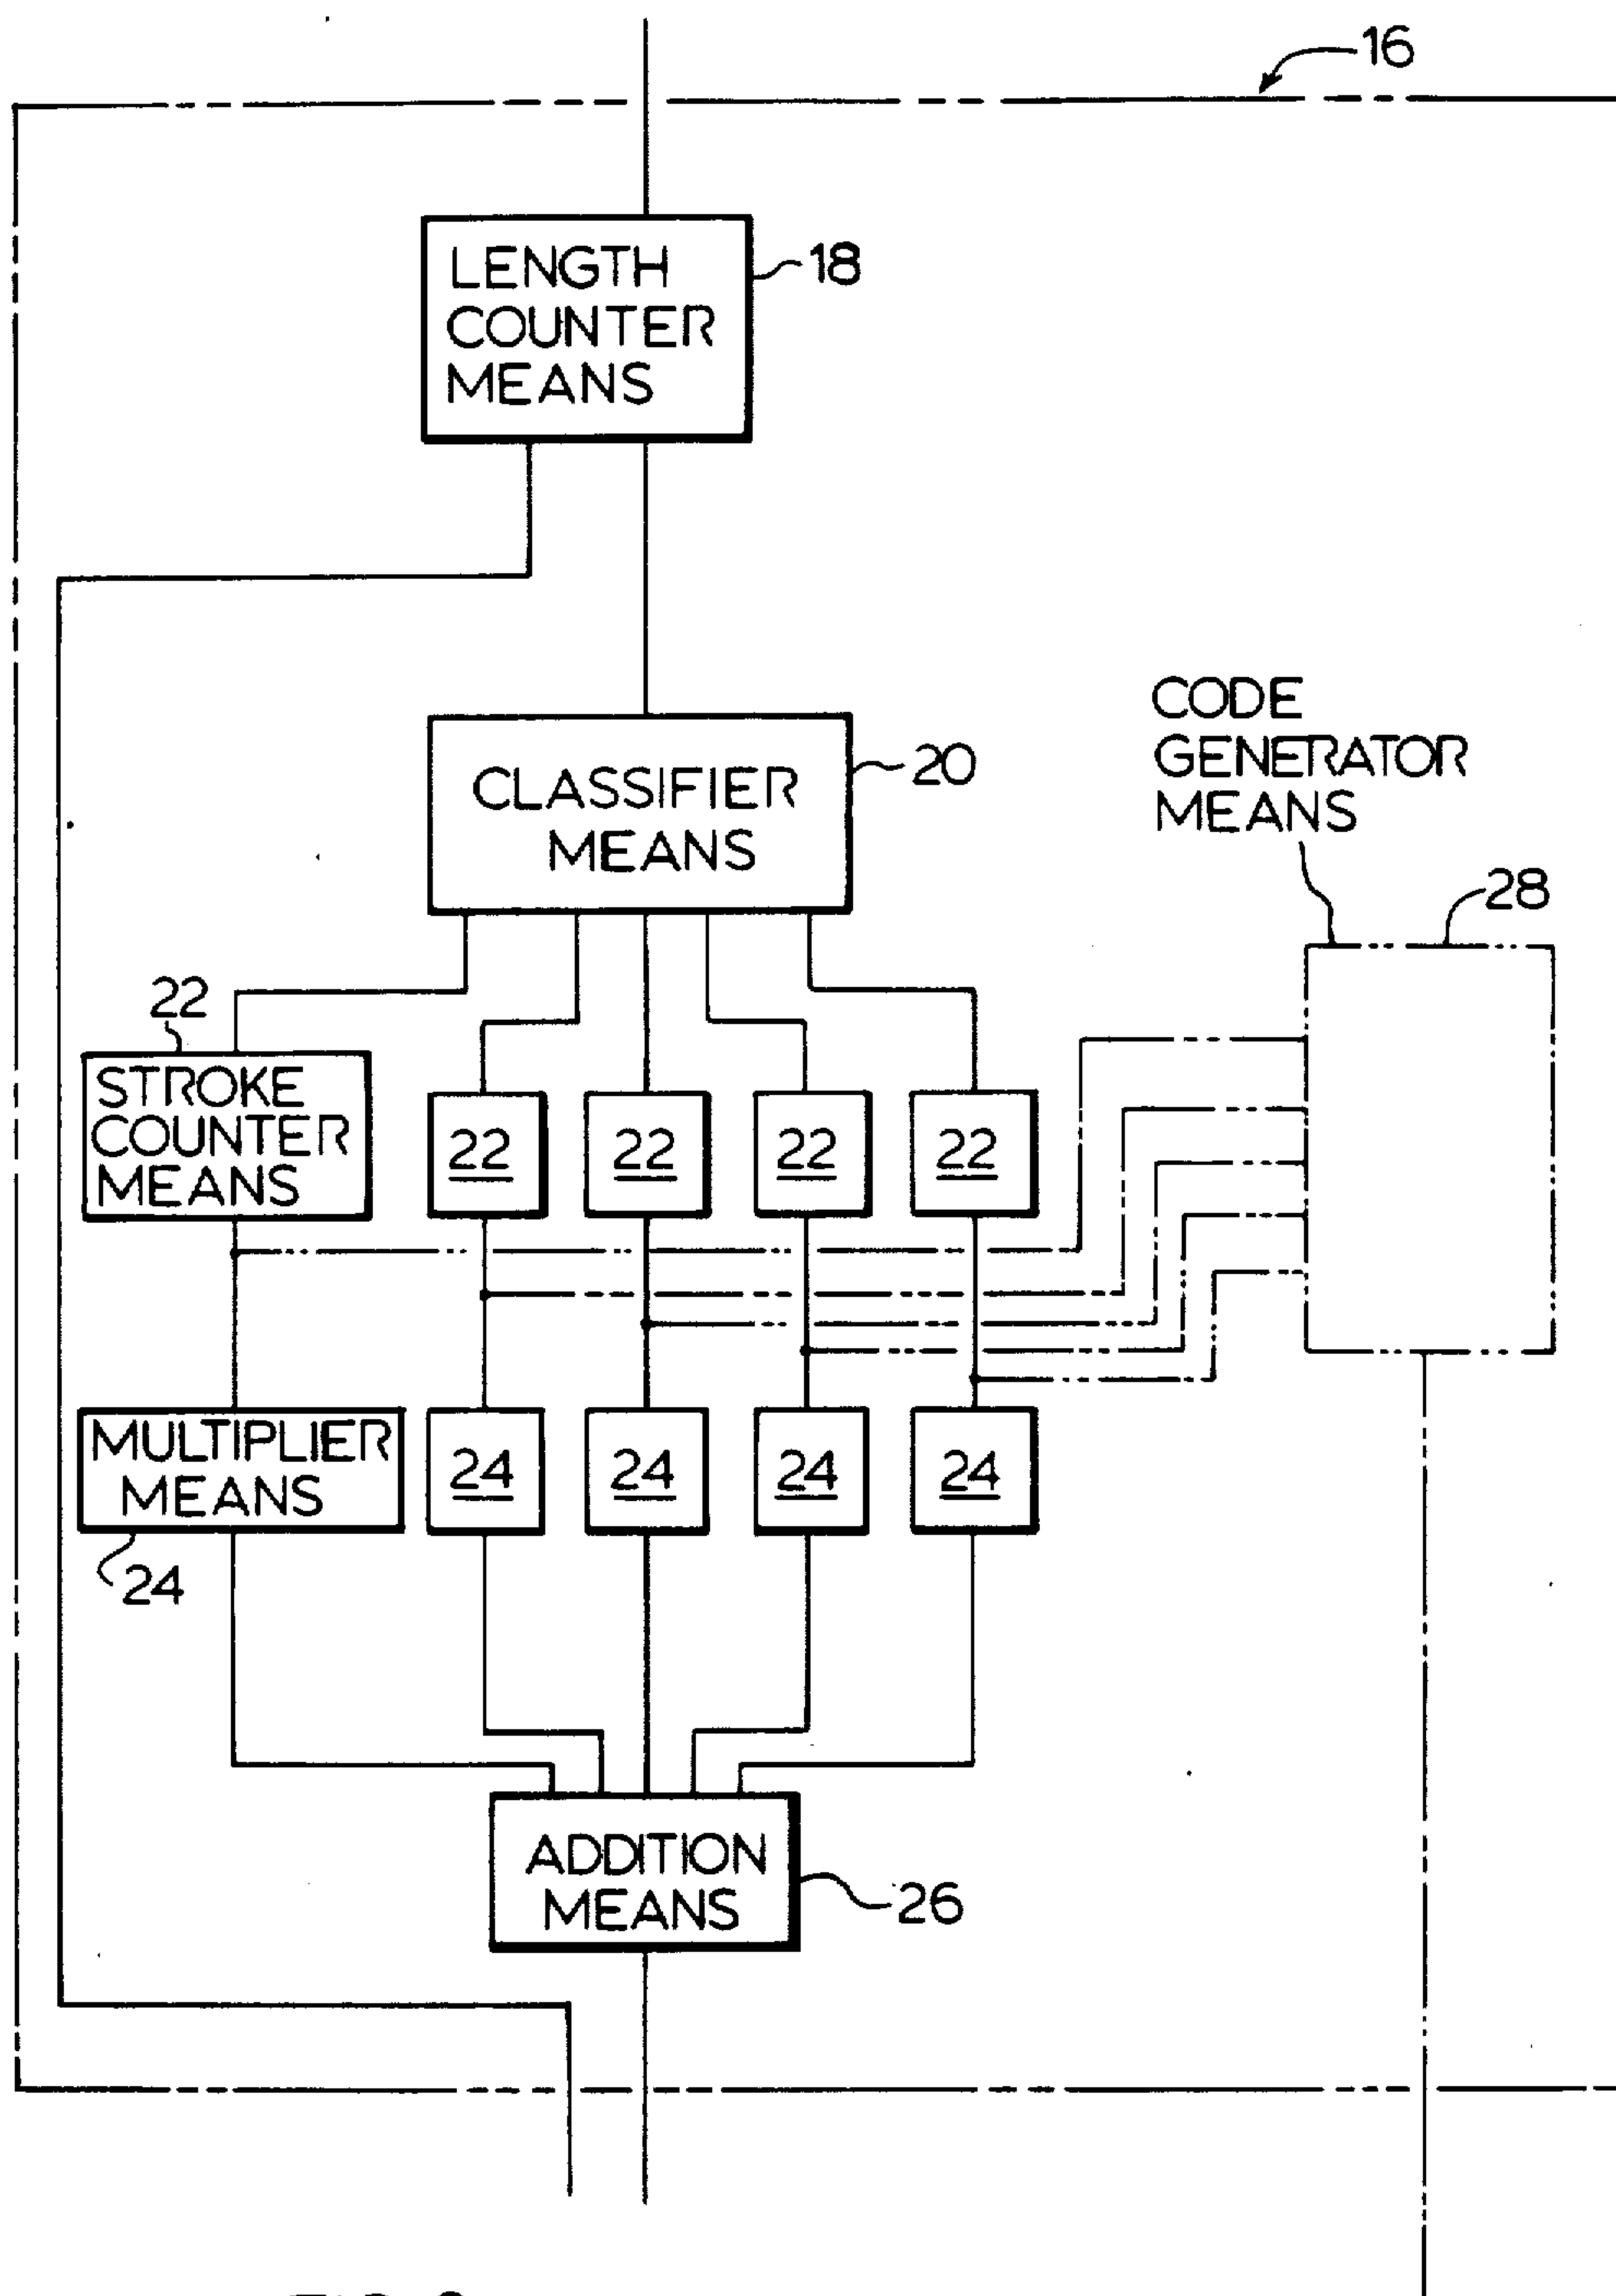 16
LENGTH
COUNTER
MEANS
18
CLASSIFIER
MEANS
20
CODE
GENERATOR
MEANS
28
22
STROKE
COUNTER
MEANS
22
22
22
22
MULTIPLIER
MEANS
24
24
24
24
24
ADDITION
MEANS
26